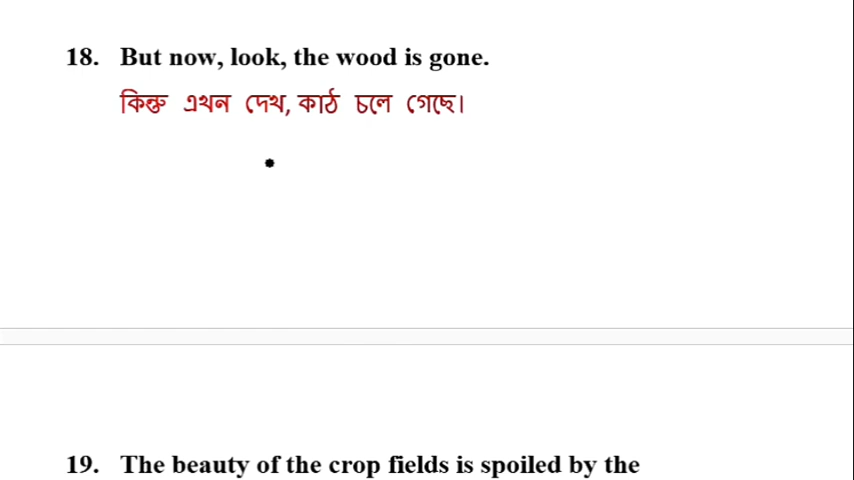 18. But now, look, the wood is gone.
কিন্তু এখন দেখ, কাঠ চলে গেছে।
19. The beauty of the crop fields is spoiled by the